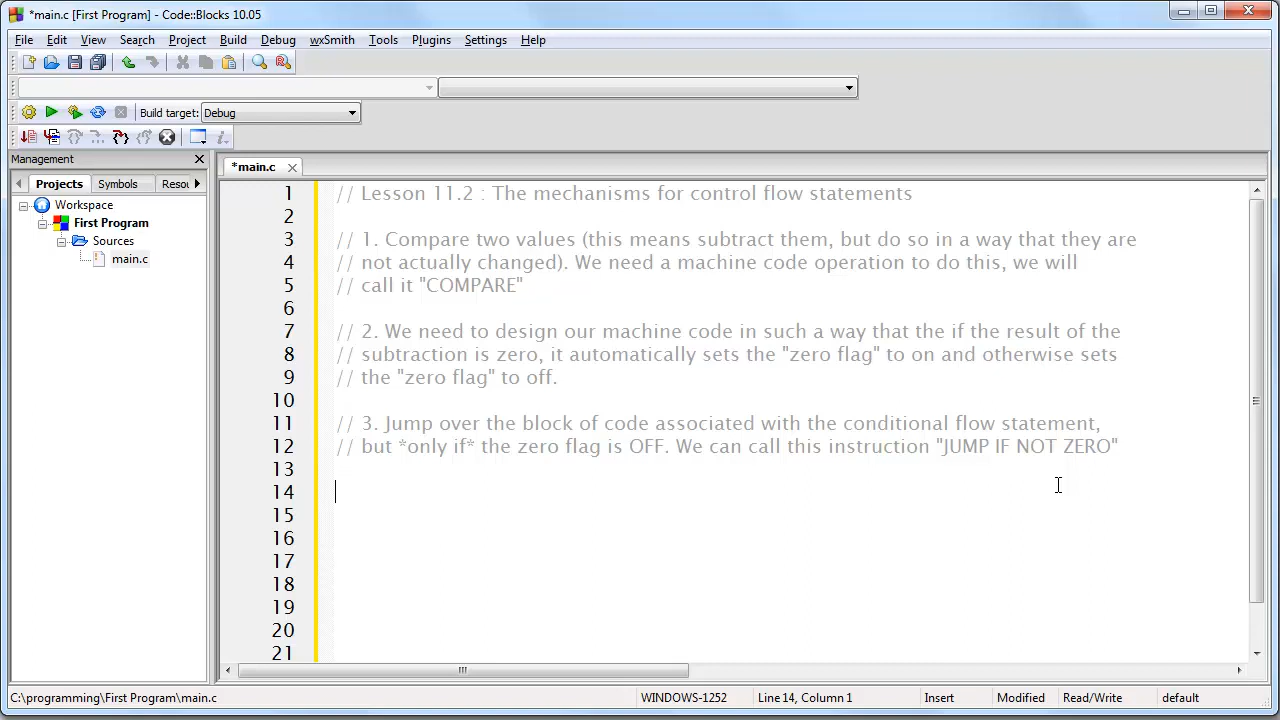 *main.c [First Program] - Code::Blocks 10.05
File Edit View Search Project Build Debug wxSmith Tools Plugins Settings Help
Build target: Debug
Management
*main.c
Projects Symbols Resou
Workspace
First Program
Sources
main.c
1 // Lesson 11.2 : The mechanisms for control flow statements
2
3 // 1. Compare two values (this means subtract them, but do so in a way that they are
4 // not actually changed). We need a machine code operation to do this, we will
5 // call it "COMPARE"
6
7 // 2. We need to design our machine code in such a way that the if the result of the
8 // subtraction is zero, it automatically sets the "zero flag" to on and otherwise sets
9 // the "zero flag" to off.
10
11 // 3. Jump over the block of code associated with the conditional flow statement,
12 // but *only if* the zero flag is OFF. We can call this instruction "JUMP IF NOT ZERO"
13
14
15
16
17
18
19
20
21
C:\programming\First Program\main.c WINDOWS-1252 Line 14, Column 1 Insert Modified Read/Write default